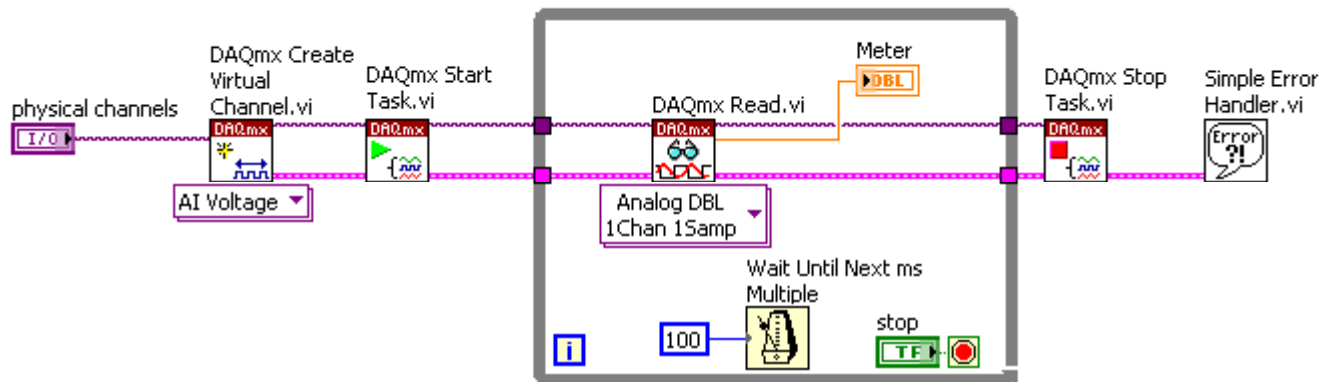 DAQmx Create
Virtual
Channel.vi
DAQmx Start
Task.vi
physical channels
I/O
DAQmx
DAQmx
AI Voltage
Meter
DBL
DAQmx Read.vi
DAQmx
Analog DBL
1Chan 1Samp
Wait Until Next ms
Multiple
100
stop
TF
i
DAQmx Stop
Task.vi
DAQmx
Simple Error
Handler.vi
Error
?!